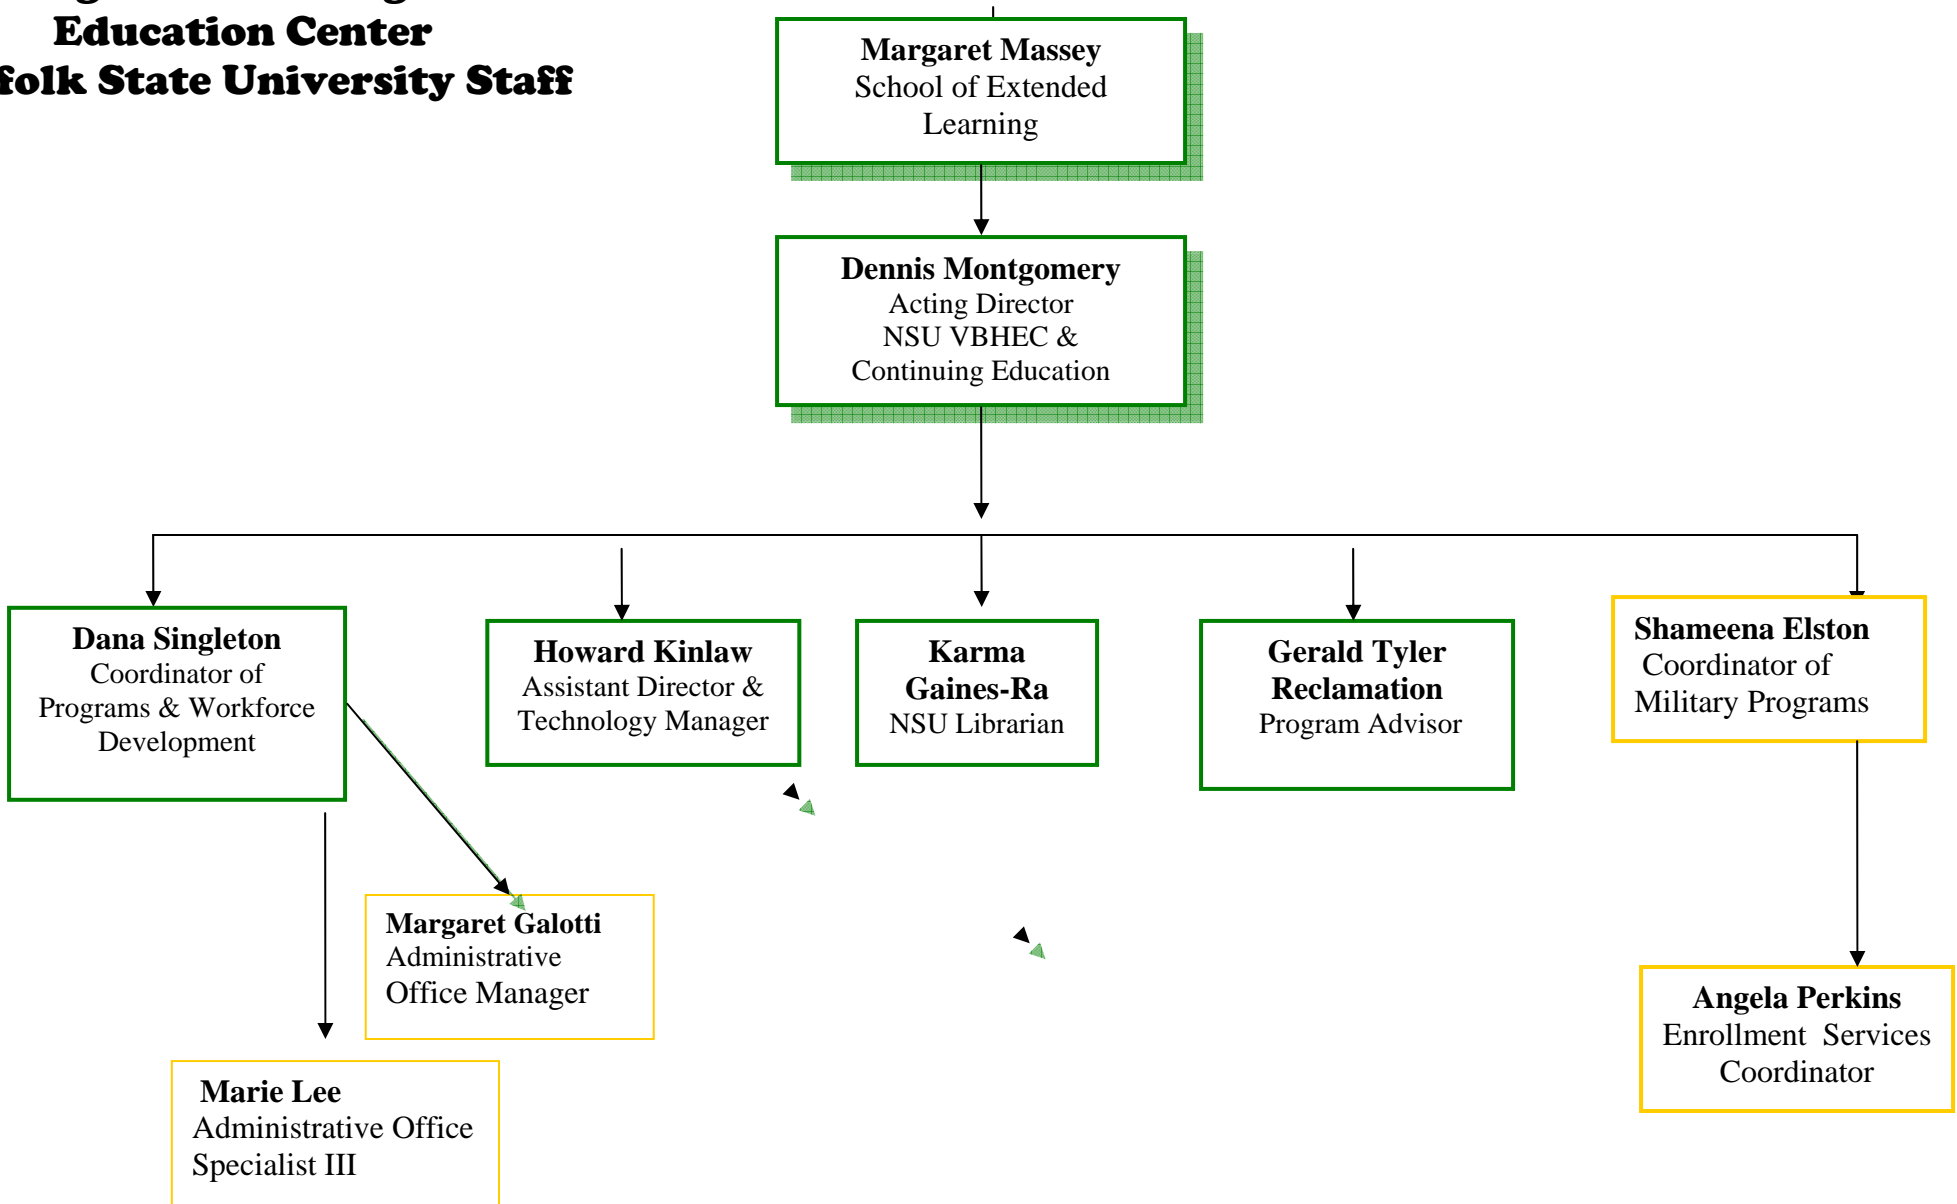 Education Center
folk State University Staff
Margaret Massey
School of Extended
Learning
Dennis Montgomery
Acting Director
NSU VBHEC &
Continuing Education
Dana Singleton
Coordinator of
Programs & Workforce
Development
Howard Kinlaw
Assistant Director &
Technology Manager
Karma
Gaines-Ra
NSU Librarian
Gerald Tyler
Reclamation
Program Advisor
Shameena Elston
Coordinator of
Military Programs
Margaret Galotti
Administrative
Office Manager
Marie Lee
Administrative Office
Specialist III
Angela Perkins
Enrollment Services
Coordinator